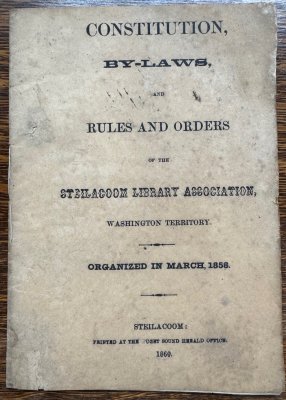 CONSTITUTION,
BY-LAWS,
AND
RULES AND ORDERS
OF THE
STEILACOOM LIBRARY ASSOCIATION,
WASHINGTON TERRITORY.
ORGANIZED IN MARCH, 1858.
STEILACOOM:
PRINTED AT THE PUGET SOUND HERALD OFFICE.
1860.